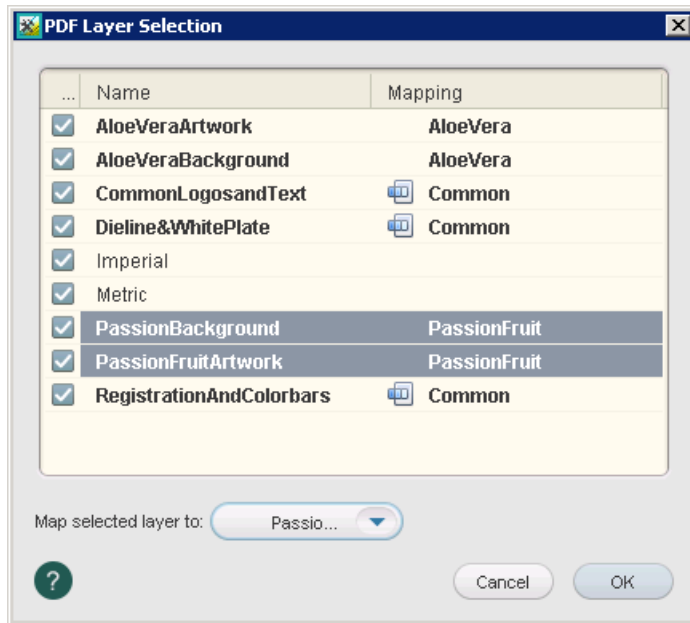 PDF Layer Selection
... Name Mapping
AloeVeraArtwork AloeVera
AloeVeraBackground AloeVera
CommonLogosandText Common
Dieline&WhitePlate Common
Imperial
Metric
PassionBackground PassionFruit
PassionFruitArtwork PassionFruit
RegistrationAndColorbars Common
Map selected layer to: Passio...
? Cancel OK